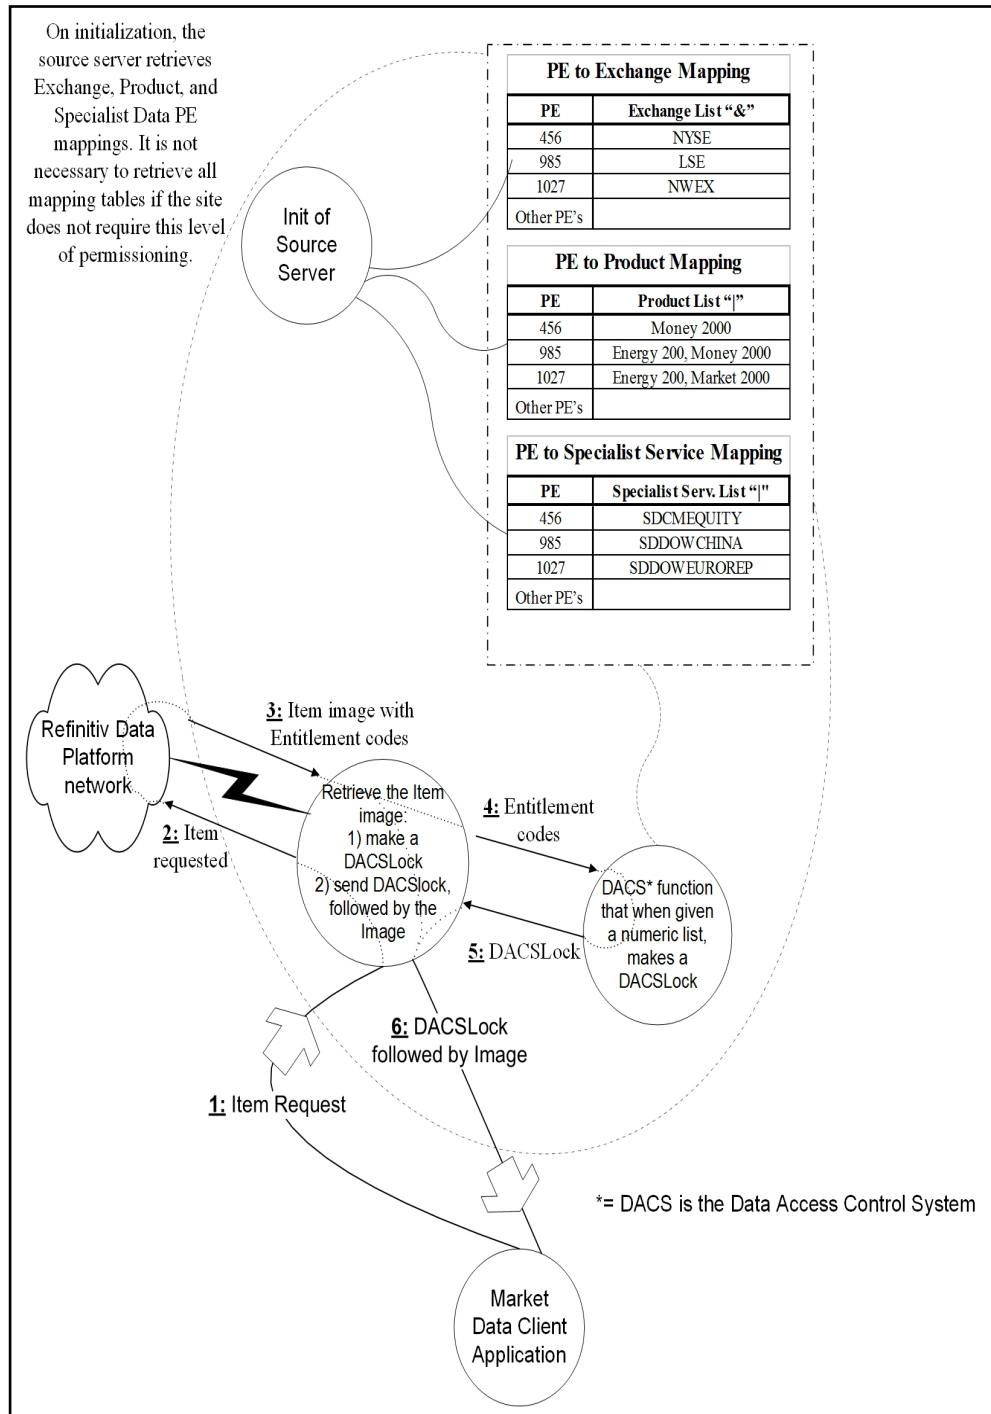 On initialization, the
source server retrieves
Exchange, Product, and
Specialist Data PE
mappings. It is not
necessary to retrieve all
mapping tables if the site
does not require this level
of permissioning.
Init of
Source
Server
PE to Exchange Mapping
PE Exchange List “&”
456 NYSE
985 LSE
1027 NWEX
Other PE's
PE to Product Mapping
PE Product List “|”
456 Money 2000
985 Energy 200, Money 2000
1027 Energy 200, Market 2000
Other PE's
PE to Specialist Service Mapping
PE Specialist Serv. List “|"
456 SDCMEQUITY
985 SDDOWCHINA
1027 SDDOWEUROREP
Other PE's
Refinitiv Data
Platform
network
3: Item image with
Entitlement codes
2: Item
requested
Retrieve the Item
image:
1) make a
DACSLock
2) send DACSlock,
followed by the
Image
4: Entitlement
codes
5: DACSLock
DACS* function
that when given
a numeric list,
makes a
DACSLock
6: DACSLock
followed by Image
1: Item Request
*= DACS is the Data Access Control System
Market
Data Client
Application